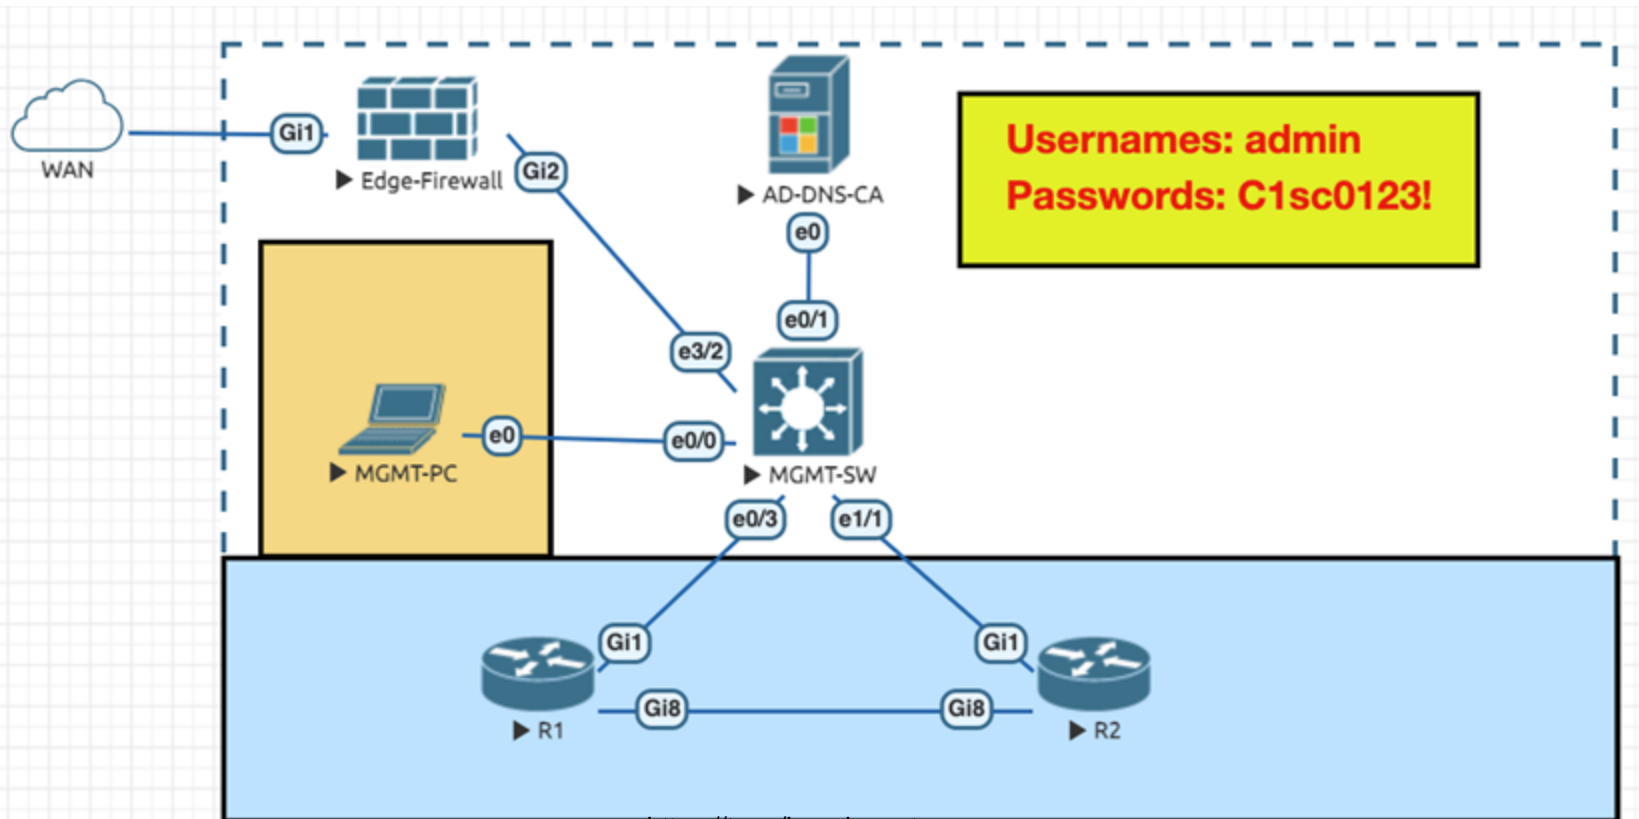 WAN
Gi1
Edge-Firewall
Gi2
AD-DNS-CA
e0
e0/1
Usernames: admin
Passwords: C1sc0123!
e3/2
MGMT-PC
e0
e0/0
MGMT-SW
e0/3
e1/1
Gi1
Gi1
R1
Gi8
Gi8
R2